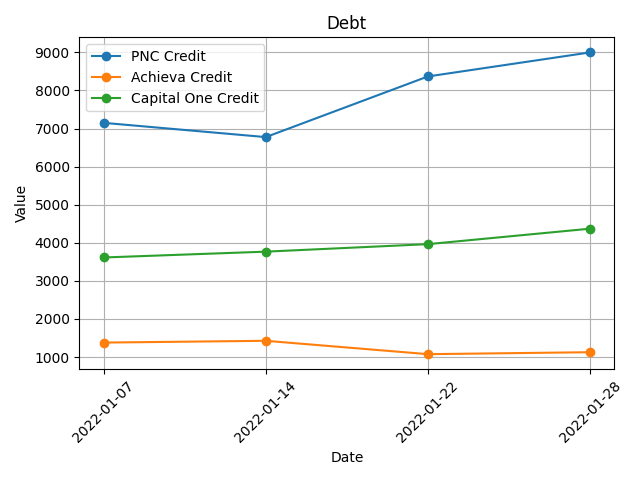 Debt
PNC Credit
Achieva Credit
Capital One Credit
9000
8000
7000
6000
5000
4000
3000
2000
1000
Value
2022-01-07
2022-01-14
2022-01-22
2022-01-28
Date